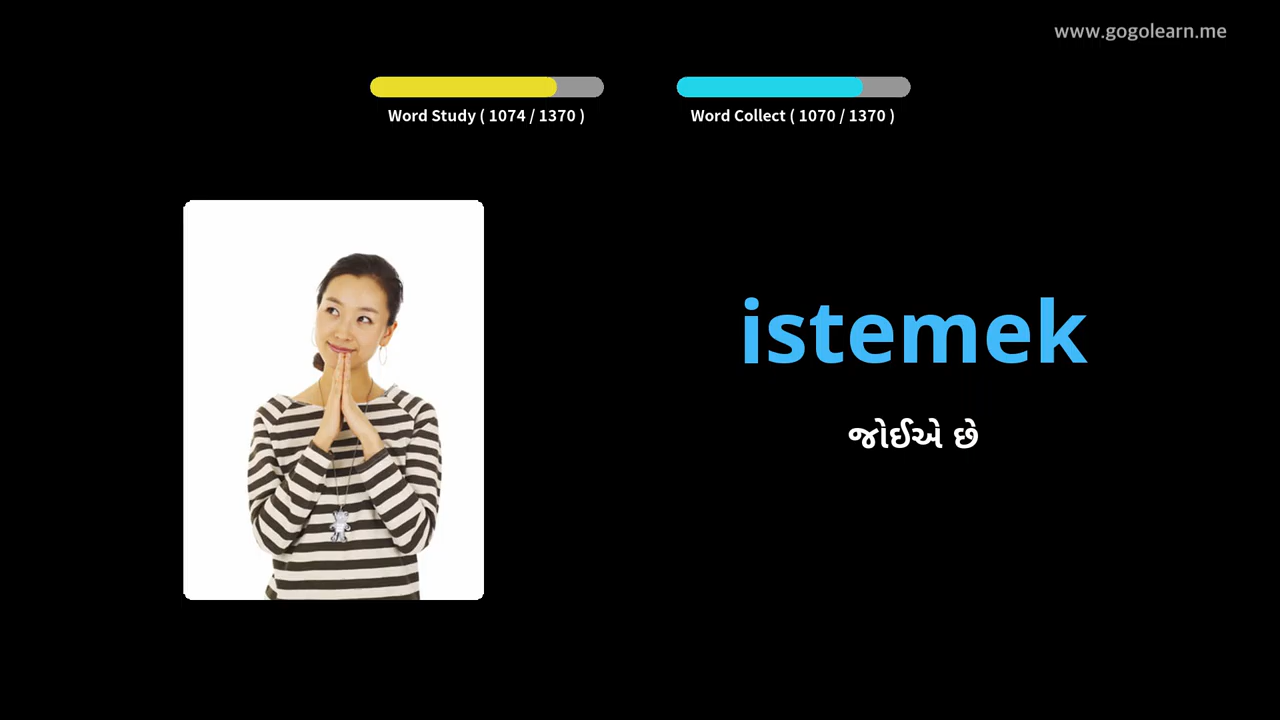 www.gogolearn.me
Word Study ( 1074 / 1370 )
Word Collect ( 1070 / 1370 )
istemek
જોઈએ છે